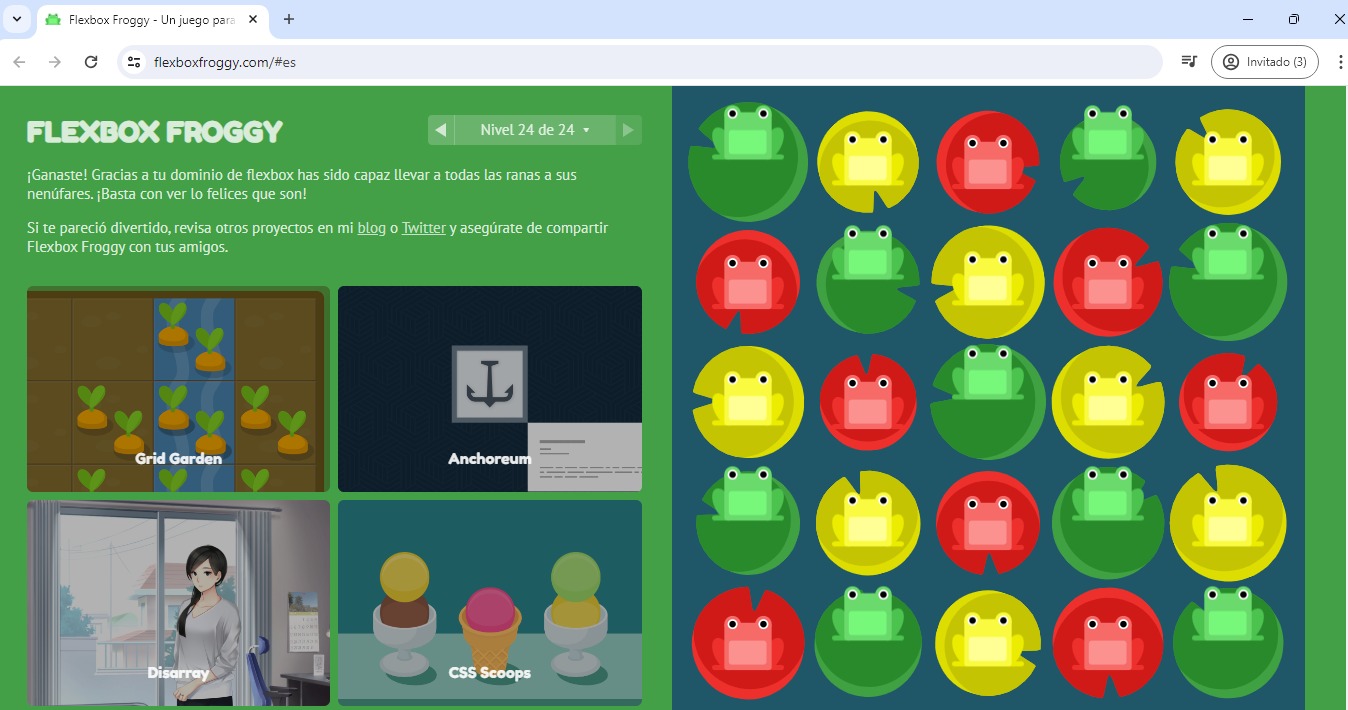 Flexbox Froggy - Un juego para
flexboxfroggy.com/#es
Invitado (3)
FLEXBOX FROGGY
Nivel 24 de 24
¡Ganaste! Gracias a tu dominio de flexbox has sido capaz llevar a todas las ranas a sus
nenúfares. ¡Basta con ver lo felices que son!
Si te pareció divertido, revisa otros proyectos en mi blog o Twitter y asegúrate de compartir
Flexbox Froggy con tus amigos.
Grid Garden
Anchoreum
Disarray
CSS Scoops